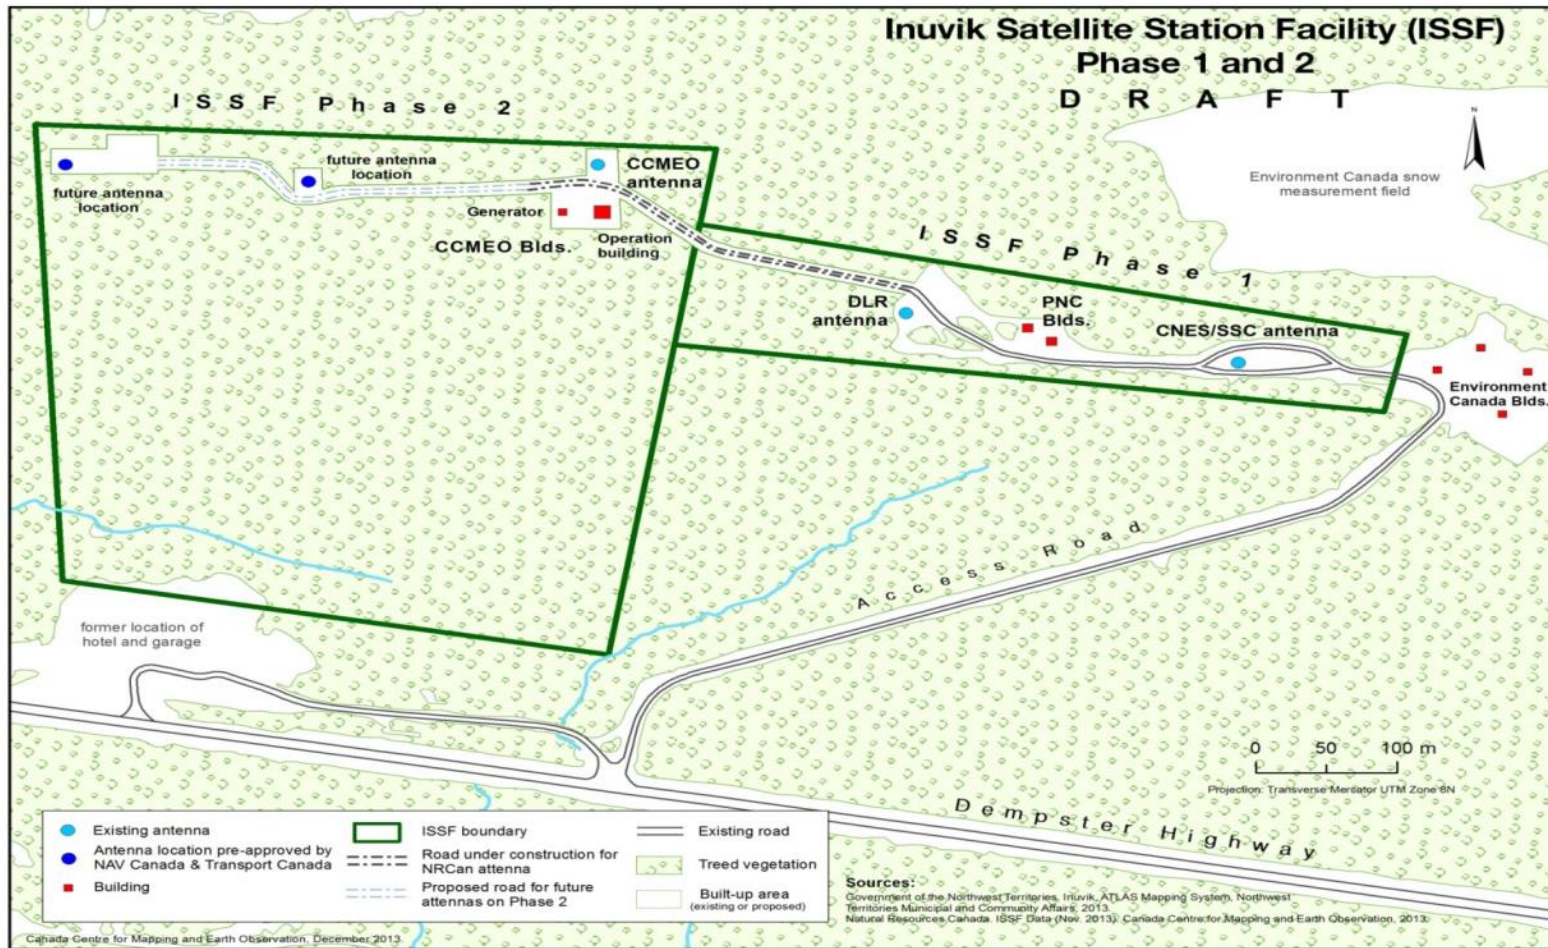 Inuvik Satellite Station Facility (ISSF)
Phase 1 and 2
D R A F T
ISSF Phase 2
N
Environment Canada snow
measurement field
future antenna
location
future antenna
location
CCMEO
antenna
Generator
Operation
building
CCMEO Blds.
ISSF Phase 1
DLR
antenna
PNC
Blds.
CNES/SSC antenna
Environment
Canada Blds.
Access Road
former location of
hotel and garage
0 50 100 m
Projection: Transverse Mercator UTM Zone 8N
Dempster Highway
Existing antenna
Antenna location pre-approved by
NAV Canada & Transport Canada
Building
ISSF boundary
Road under construction for
NRCan attenna
Proposed road for future
attennas on Phase 2
Existing road
Treed vegetation
Built-up area
(existing or proposed)
Sources:
Government of the Northwest Territories, Inuvik, ATLAS Mapping System, Northwest
Territories Municipal and Community Affairs, 2013.
Natural Resources Canada. ISSF Data (Nov. 2013). Canada Centre for Mapping and Earth Observation, 2013.
Canada Centre for Mapping and Earth Observation, December 2013.